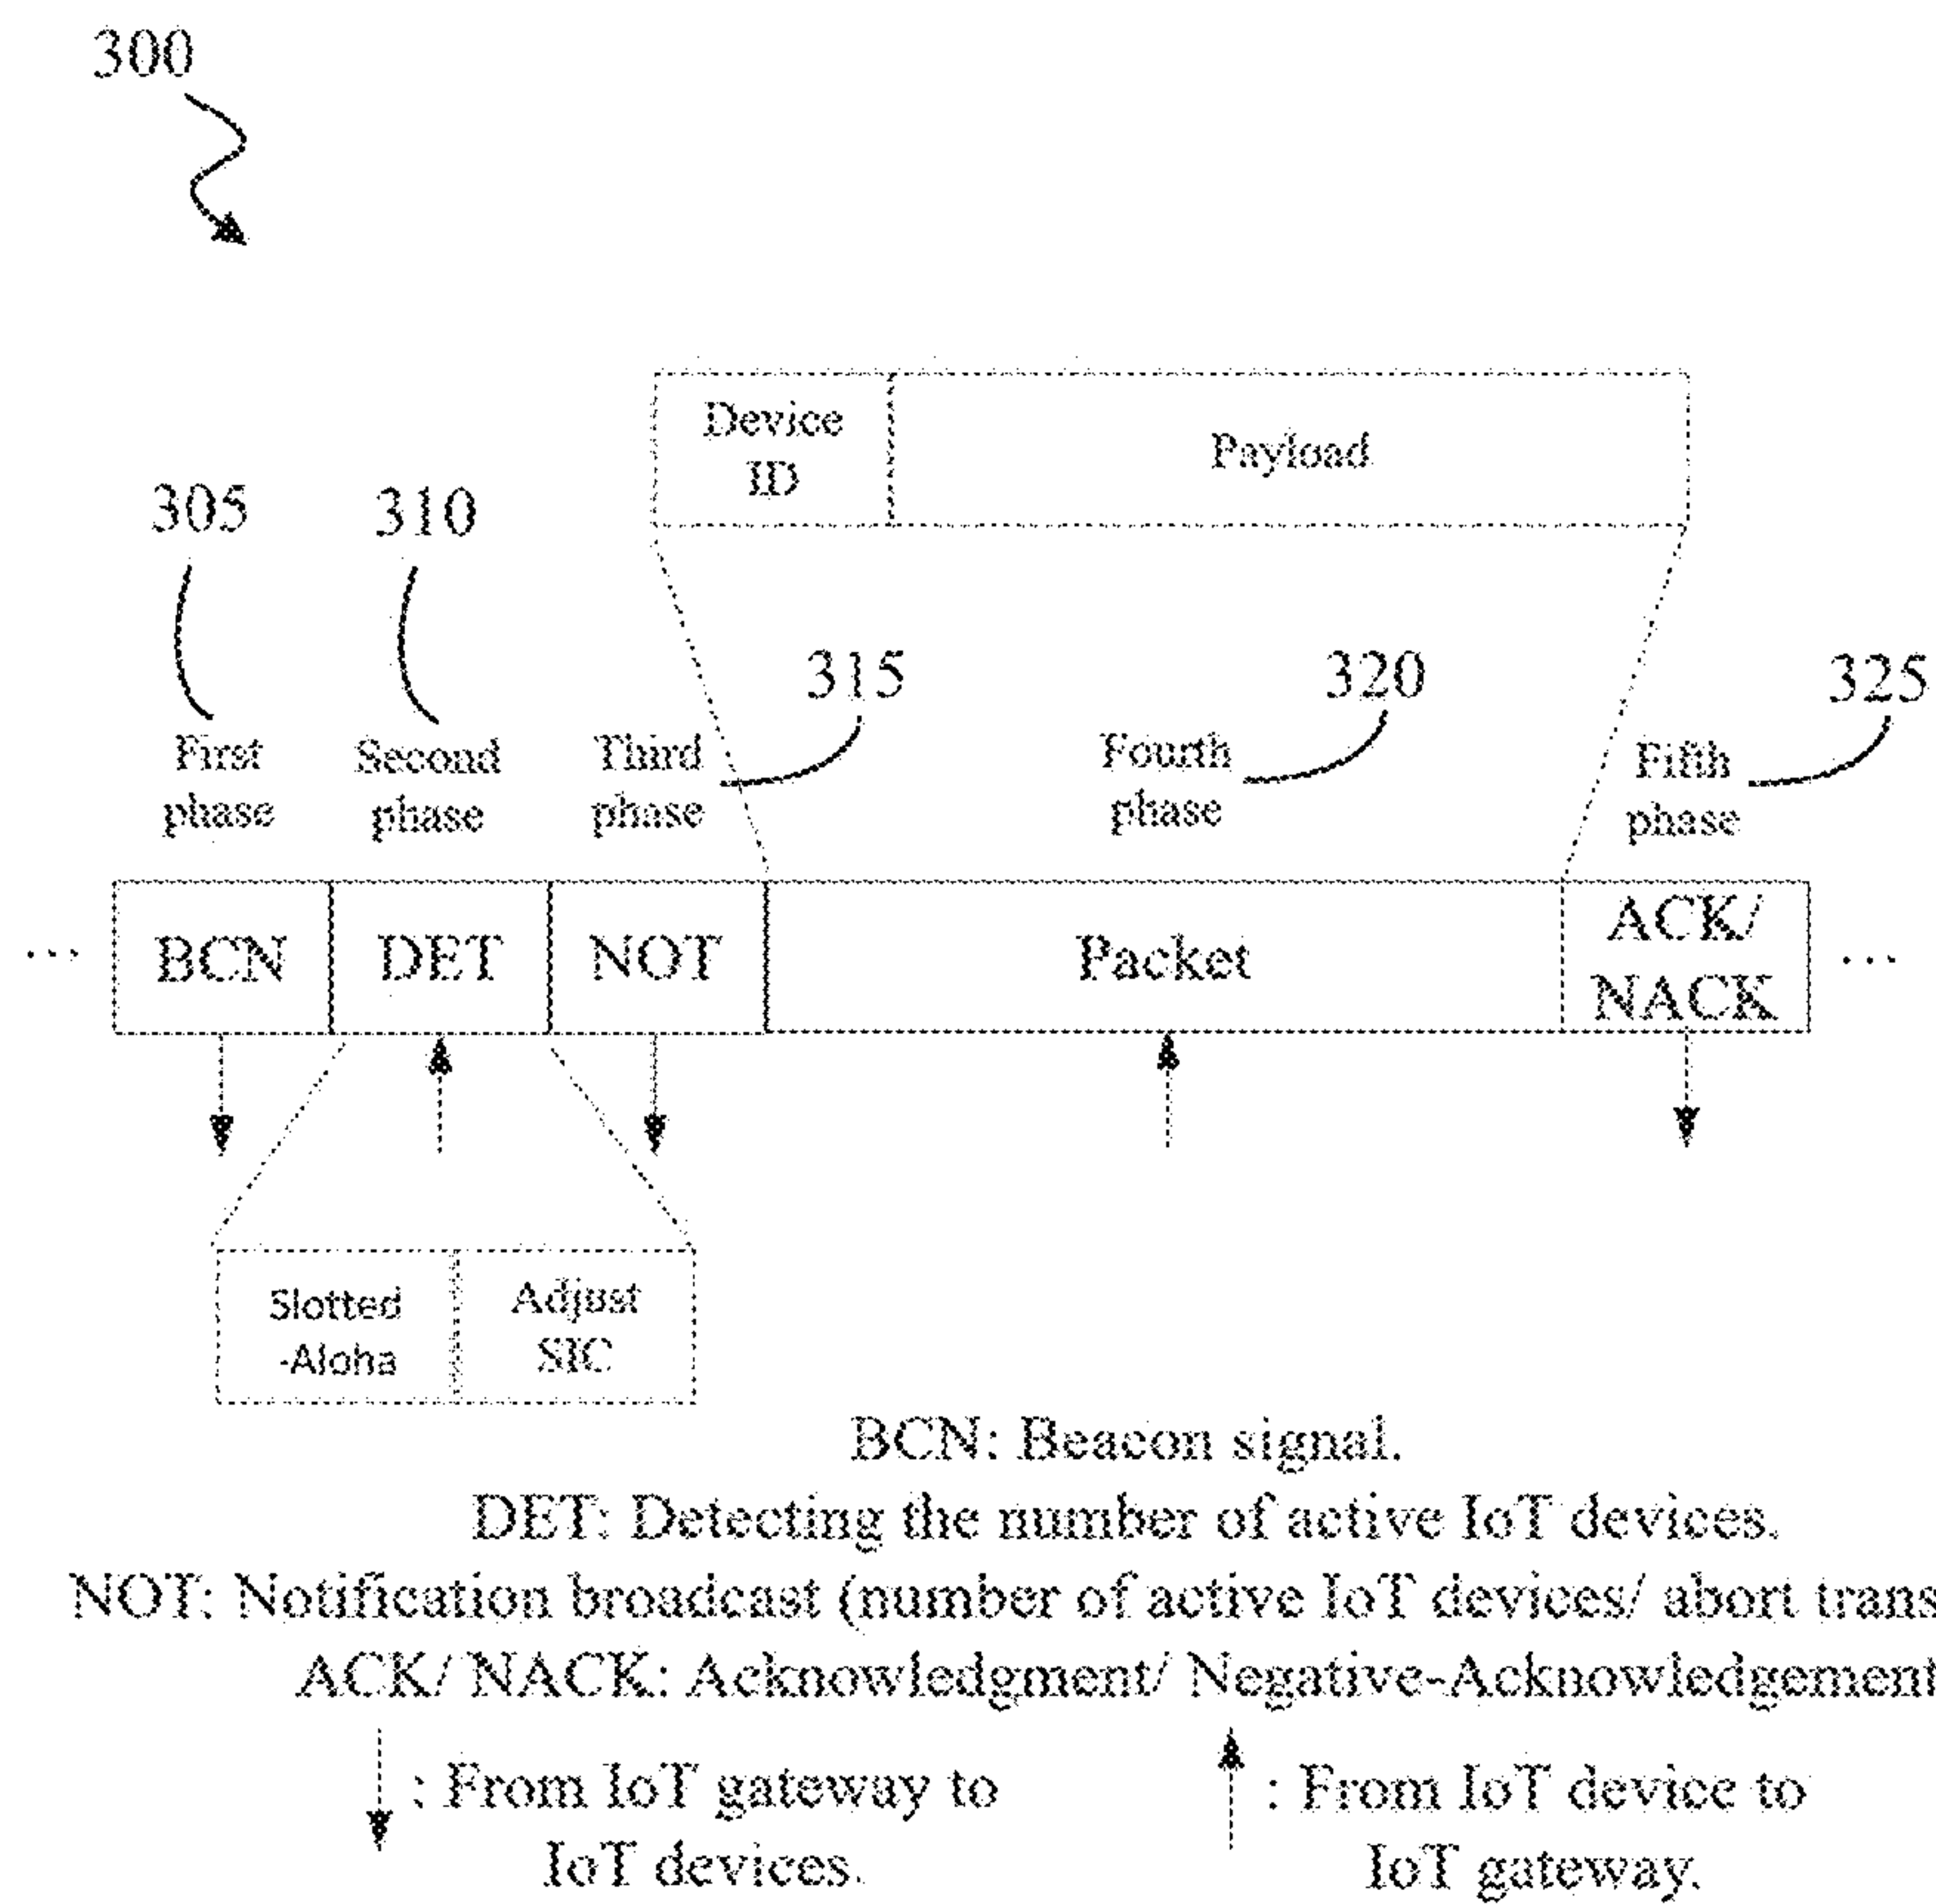 300
Device
ID
Payload
305
310
315
320
325
First
phase
Second
phase
Third
phase
Fourth
phase
Fifth
phase
... BCN DET NOT Packet ACK/
NACK ...
Slotted
-Aloha
Adjust
SIC
BCN: Beacon signal.
DET: Detecting the number of active IoT devices.
NOT: Notification broadcast (number of active IoT devices/ abort trans
ACK/ NACK: Acknowledgment/ Negative-Acknowledgement
: From IoT gateway to
IoT devices.
: From IoT device to
IoT gateway.